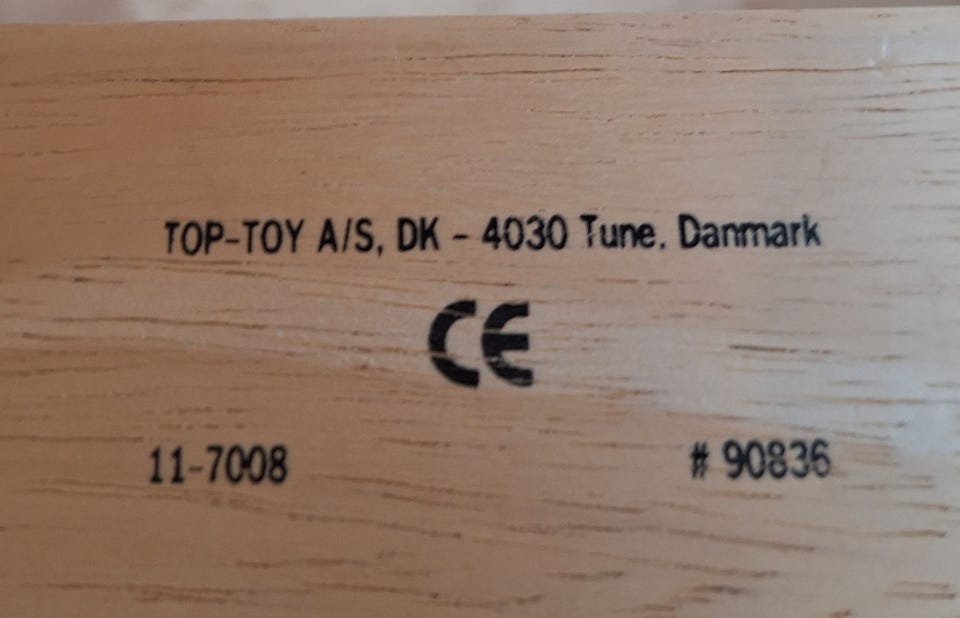 TOP-TOY A/S, DK - 4030 Tune. Danmark
CE
11-7008 # 90836